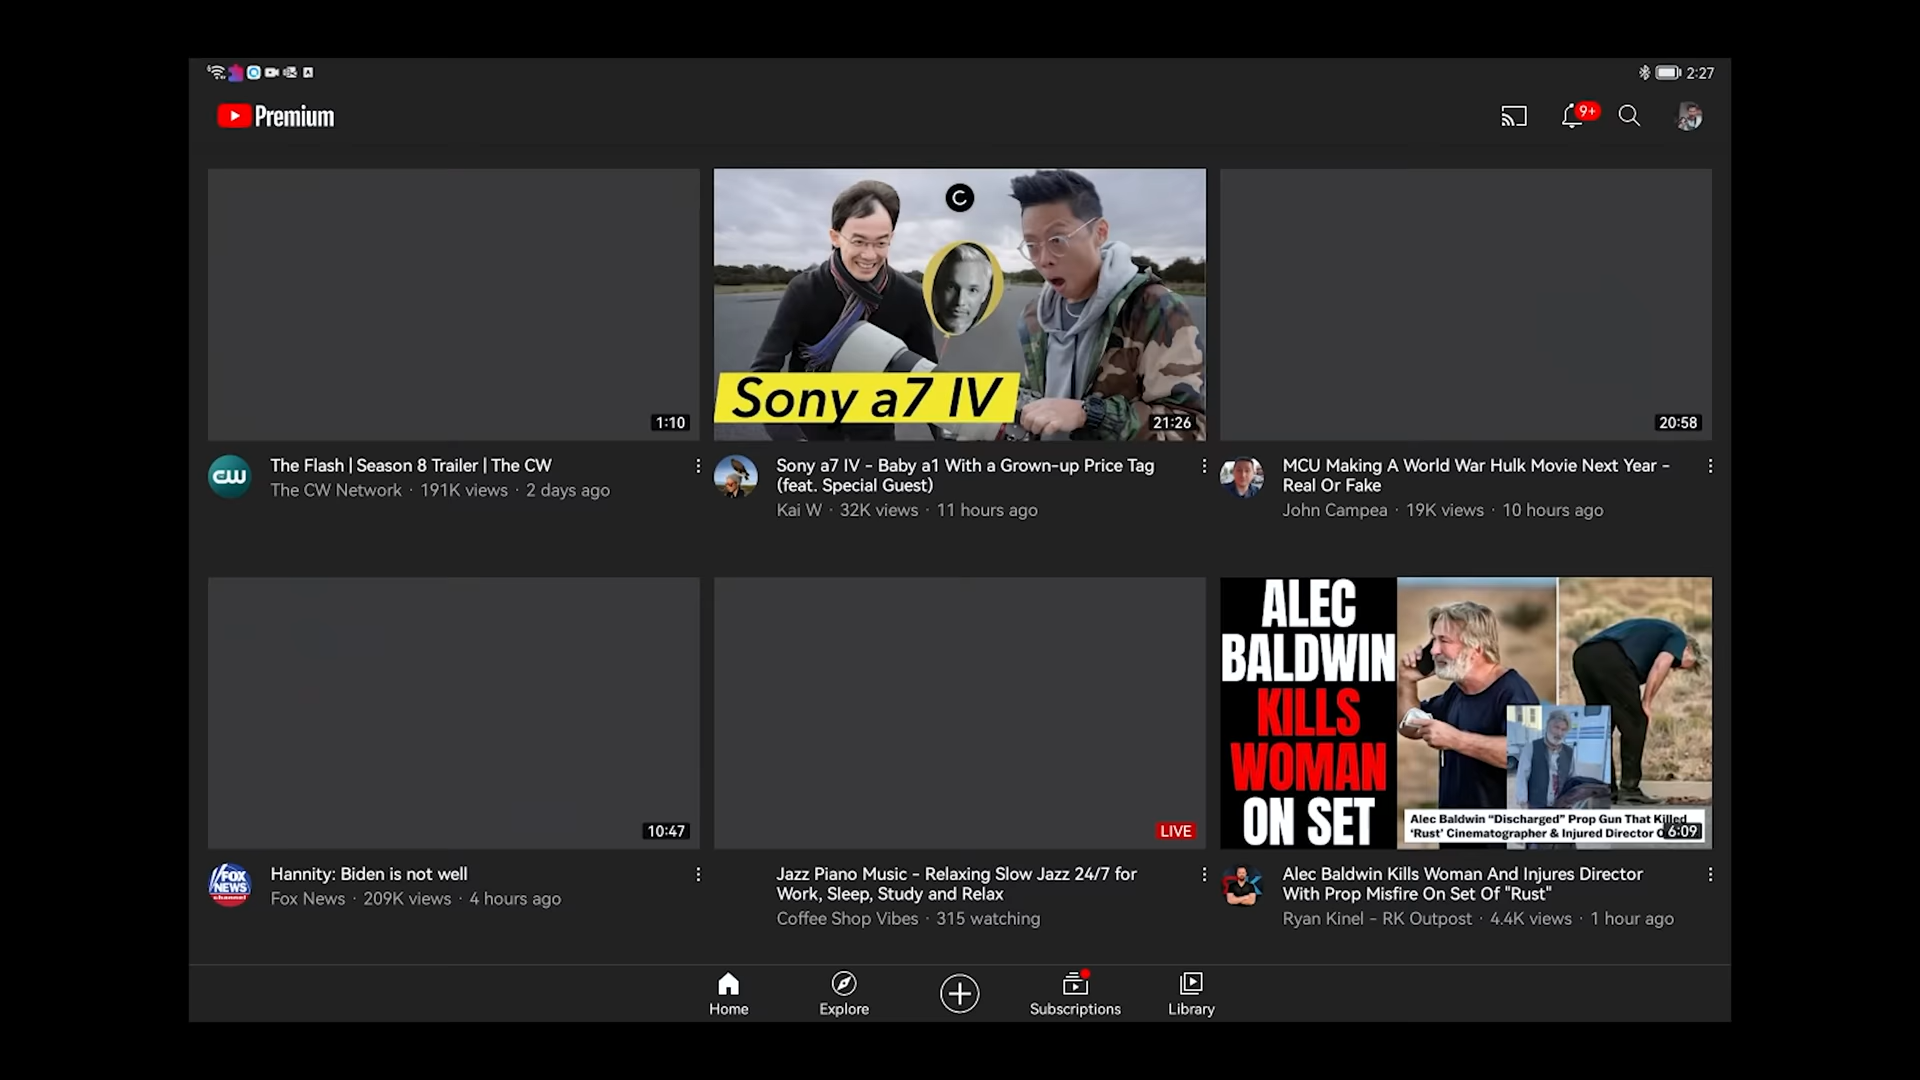 2:27
Premium
9+
C
Sony a7 IV
1:10
21:26
20:58
CW
The Flash | Season 8 Trailer | The CW
The CW Network · 191K views · 2 days ago
Sony a7 IV - Baby a1 With a Grown-up Price Tag
(feat. Special Guest)
Kai W · 32K views · 11 hours ago
MCU Making A World War Hulk Movie Next Year -
Real Or Fake
John Campea · 19K views · 10 hours ago
ALEC
BALDWIN
KILLS
WOMAN
ON SET
Alec Baldwin "Discharged" Prop Gun That Killed
'Rust' Cinematographer & Injured Director
10:47
LIVE
6:09
FOX
NEWS
channel
Hannity: Biden is not well
Fox News · 209K views · 4 hours ago
Jazz Piano Music - Relaxing Slow Jazz 24/7 for
Work, Sleep, Study and Relax
Coffee Shop Vibes · 315 watching
Alec Baldwin Kills Woman And Injures Director
With Prop Misfire On Set Of "Rust"
Ryan Kinel - RK Outpost · 4.4K views · 1 hour ago
Home
Explore
Subscriptions
Library